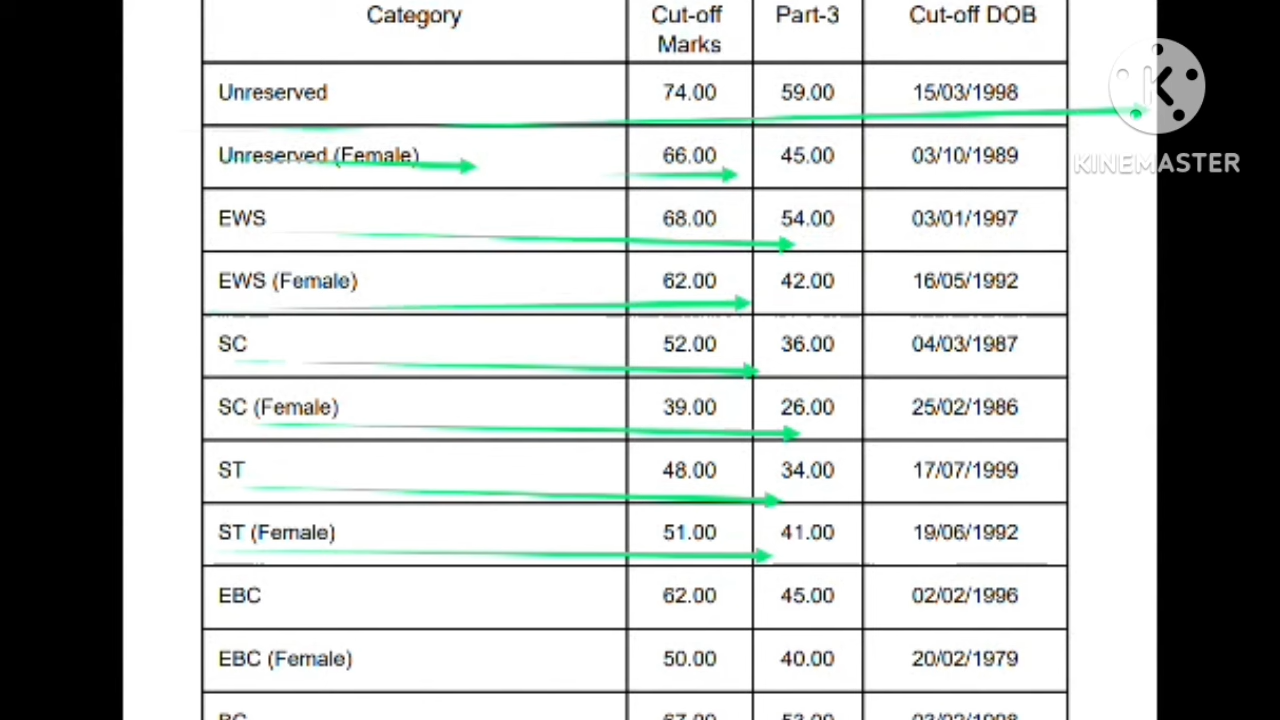 Category Cut-off Marks Part-3 Cut-off DOB
Unreserved 74.00 59.00 15/03/1998
Unreserved (Female) 66.00 45.00 03/10/1989
EWS 68.00 54.00 03/01/1997
EWS (Female) 62.00 42.00 16/05/1992
SC 52.00 36.00 04/03/1987
SC (Female) 39.00 26.00 25/02/1986
ST 48.00 34.00 17/07/1999
ST (Female) 51.00 41.00 19/06/1992
EBC 62.00 45.00 02/02/1996
EBC (Female) 50.00 40.00 20/02/1979
K
KINEMASTER